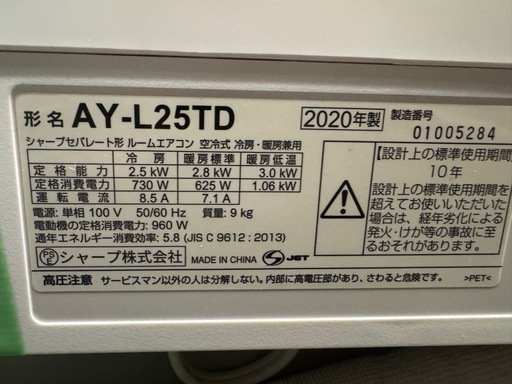 形名 AY-L25TD 2020年製 製造番号 01005284
シャープセパレート形 ルームエアコン 空冷式 冷房・暖房兼用
冷房 暖房標準 暖房低温
定格能力 2.5 kW 2.8 kW 3.0 kW
定格消費電力 730 W 625 W 1.06 kW
運転電流 8.5 A 7.1 A
電源: 単相 100 V 50/60 Hz 質量: 9 kg
電動機の定格消費電力: 960 W
通年エネルギー消費効率: 5.8 (JIS C 9612 : 2013)
PSE シャープ株式会社 MADE IN CHINA JET
【設計上の標準使用期間】
10 年
【設計上の標準使用期間を
超えてお使いいただいた
場合は、経年劣化による
発火・けが等の事故に至
るおそれがあります。
高圧注意 サービスマン以外の人は分解しない。内部に高電圧部があり、さわると危険です。 >PET<